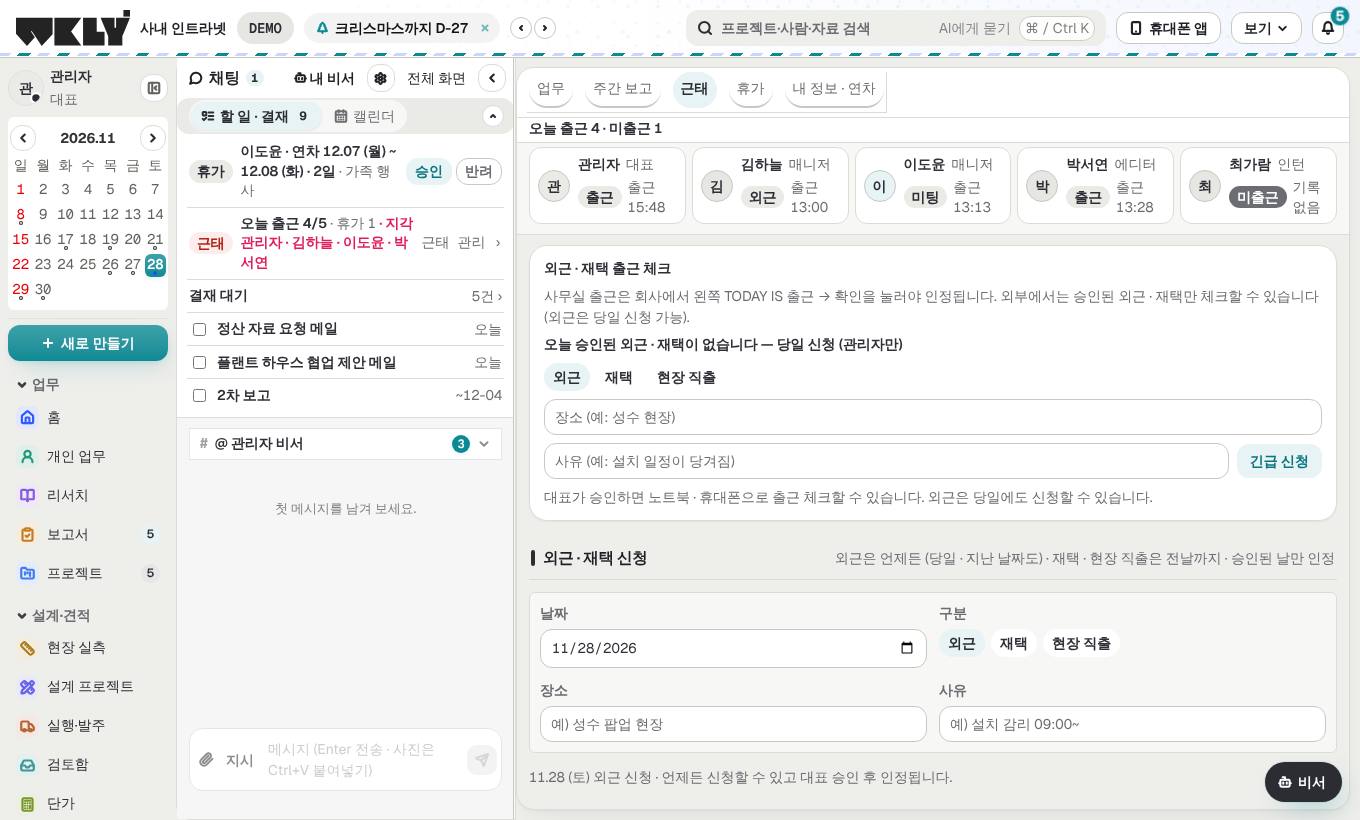 WKLY
사내 인트라넷
DEMO
크리스마스까지 D-27 ×
프로젝트·사람·자료 검색
AI에게 묻기
⌘ / Ctrl K
휴대폰 앱
보기
5
관
관리자
대표
2026.11
일 월 화 수 목 금 토
1 2 3 4 5 6 7
8 9 10 11 12 13 14
15 16 17 18 19 20 21
22 23 24 25 26 27 28
29 30
+ 새로 만들기
업무
홈
개인 업무
리서치
보고서 5
프로젝트 5
설계·견적
현장 실측
설계 프로젝트
실행·발주
검토함
단가
채팅 1
내 비서
전체 화면
할 일 · 결재 9
캘린더
휴가
이도윤 · 연차 12.07 (월) ~
12.08 (화) · 2일 · 가족 행
사
승인
반려
근태
오늘 출근 4/5 · 휴가 1 · 지각
관리자 · 김하늘 · 이도윤 · 박
서연
근태 관리 ›
결재 대기
5건 ›
정산 자료 요청 메일
오늘
플랜트 하우스 협업 제안 메일
오늘
2차 보고
~12-04
# @ 관리자 비서 3
첫 메시지를 남겨 보세요.
지시
메시지 (Enter 전송 · 사진은
Ctrl+V 붙여넣기)
업무
주간 보고
근태
휴가
내 정보 · 연차
오늘 출근 4 · 미출근 1
관
관리자 대표
출근
출근
15:48
김
김하늘 매니저
외근
출근
13:00
이
이도윤 매니저
미팅
출근
13:13
박
박서연 에디터
출근
출근
13:28
최
최가람 인턴
미출근
기록
없음
외근 · 재택 출근 체크
사무실 출근은 회사에서 왼쪽 TODAY IS 출근 → 확인을 눌러야 인정됩니다. 외부에서는 승인된 외근 · 재택만 체크할 수 있습니다
(외근은 당일 신청 가능).
오늘 승인된 외근 · 재택이 없습니다 — 당일 신청 (관리자만)
외근
재택
현장 직출
장소 (예: 성수 현장)
사유 (예: 설치 일정이 당겨짐)
긴급 신청
대표가 승인하면 노트북 · 휴대폰으로 출근 체크할 수 있습니다. 외근은 당일에도 신청할 수 있습니다.
외근 · 재택 신청
외근은 언제든 (당일 · 지난 날짜도) · 재택 · 현장 직출은 전날까지 · 승인된 날만 인정
날짜
구분
11/28/2026
외근
재택
현장 직출
장소
사유
예) 성수 팝업 현장
예) 설치 감리 09:00~
11.28 (토) 외근 신청 · 언제든 신청할 수 있고 대표 승인 후 인정됩니다.
비서